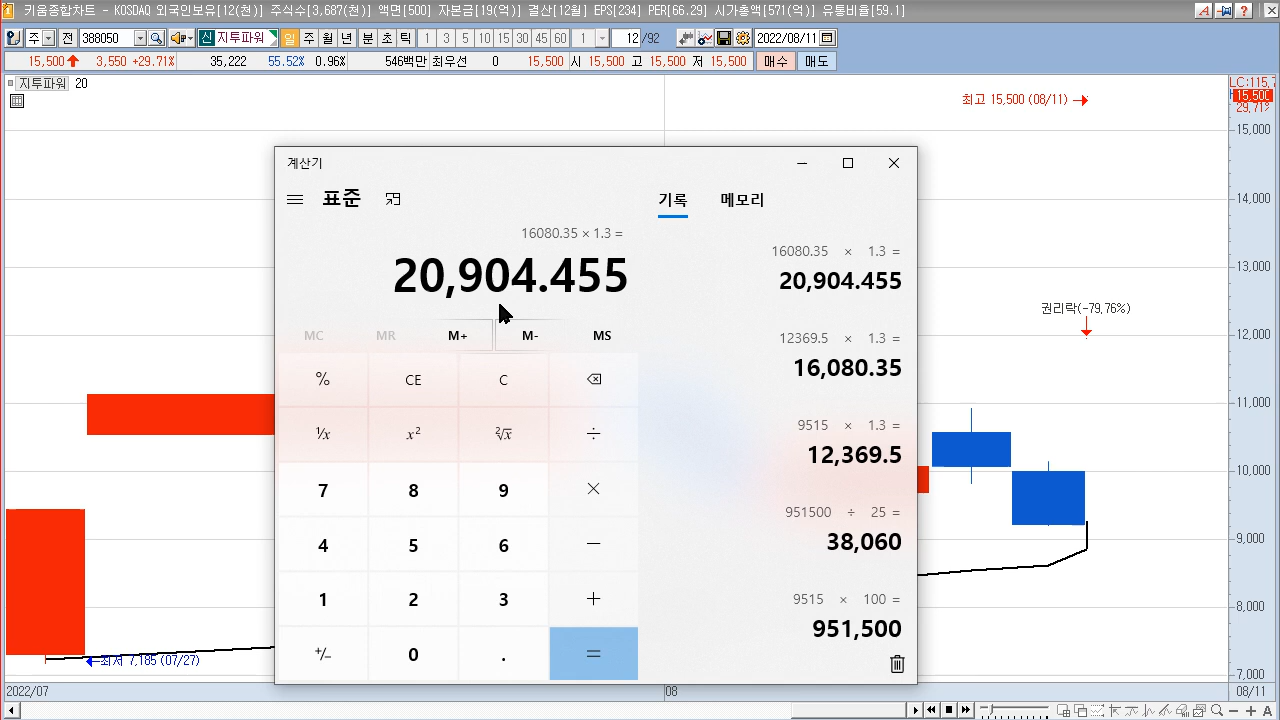 키움종합차트 - KOSDAQ 외국인보유[12(천)] 주식수[3,687(천)] 액면[500] 자본금[19(억)] 결산[12월] EPS[234] PER[66.29] 시가총액[571(억)] 유통비율[59.1]
주 전 388050 신 지투파워 일 주 월 년 분 초 틱 1 3 5 10 15 30 45 60 1 12 /92 2022/08/11
15,500 3,550 +29.71% 35,222 55.52% 0.96% 546백만 최우선 0 15,500 시 15,500 고 15,500 저 15,500 매수 매도
지투파워 20
LC:115,7
최고 15,500 (08/11)
15,500
29,71%
15,000
14,000
13,000
권리락(-79,76%)
12,000
11,000
10,000
9,000
8,000
7,000
최저 7,185 (07/27)
2022/07
08
08/11
계산기
표준
기록 메모리
16080.35 × 1.3 =
20,904.455
MC MR M+ M- MS
% CE C
¹/x x² ²√x ÷
7 8 9 ×
4 5 6 −
1 2 3 +
+/− 0 . =
16080.35 × 1.3 =
20,904.455
12369.5 × 1.3 =
16,080.35
9515 × 1.3 =
12,369.5
951500 ÷ 25 =
38,060
9515 × 100 =
951,500
A